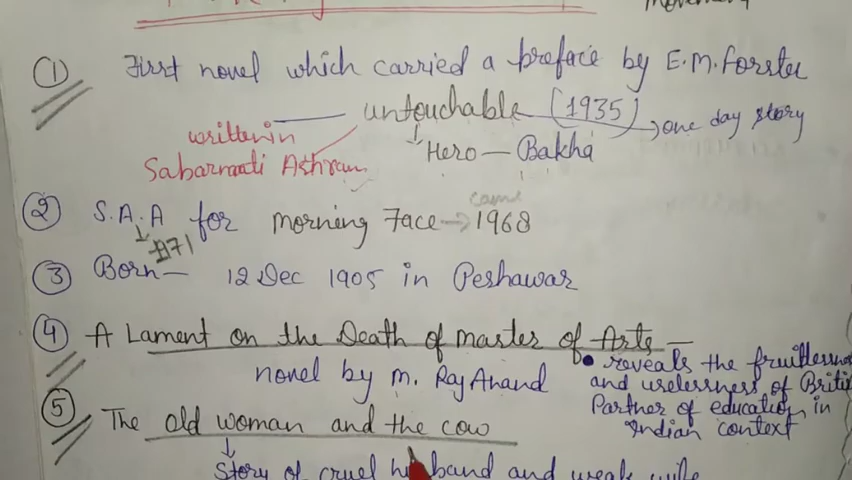 movement
① First novel which carried a preface by E.M. Forster
untouchable (1935) → one day story
written in
Sabarmati Ashram
Hero — Bakha
② S.A.A for morning Face → 1968
came
1971
③ Born — 12 Dec 1905 in Peshawar
④ A Lament on the Death of master of Arts —
novel by m. Raj Anand
• reveals the fruitlessness
and uselessness of British
Partner of education in
Indian context
⑤ The old woman and the cow
Story of cruel husband and weak wife